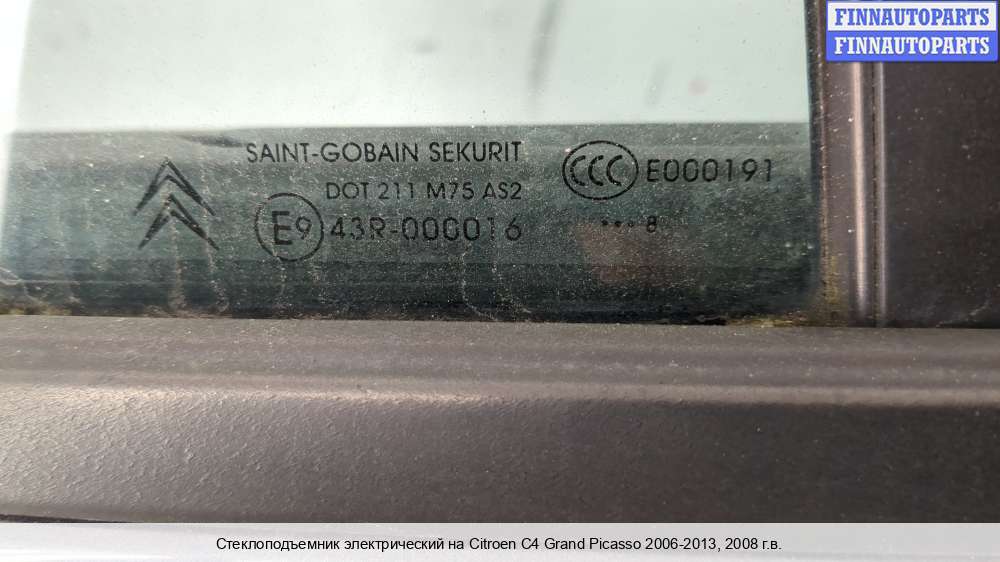 FINNAUTOPARTS
FINNAUTOPARTS
SAINT-GOBAIN SEKURIT
DOT 211 M75 AS2
E9 43R-000016
CCC E000191
•••• 8
Стеклоподъемник электрический на Citroen C4 Grand Picasso 2006-2013, 2008 г.в.